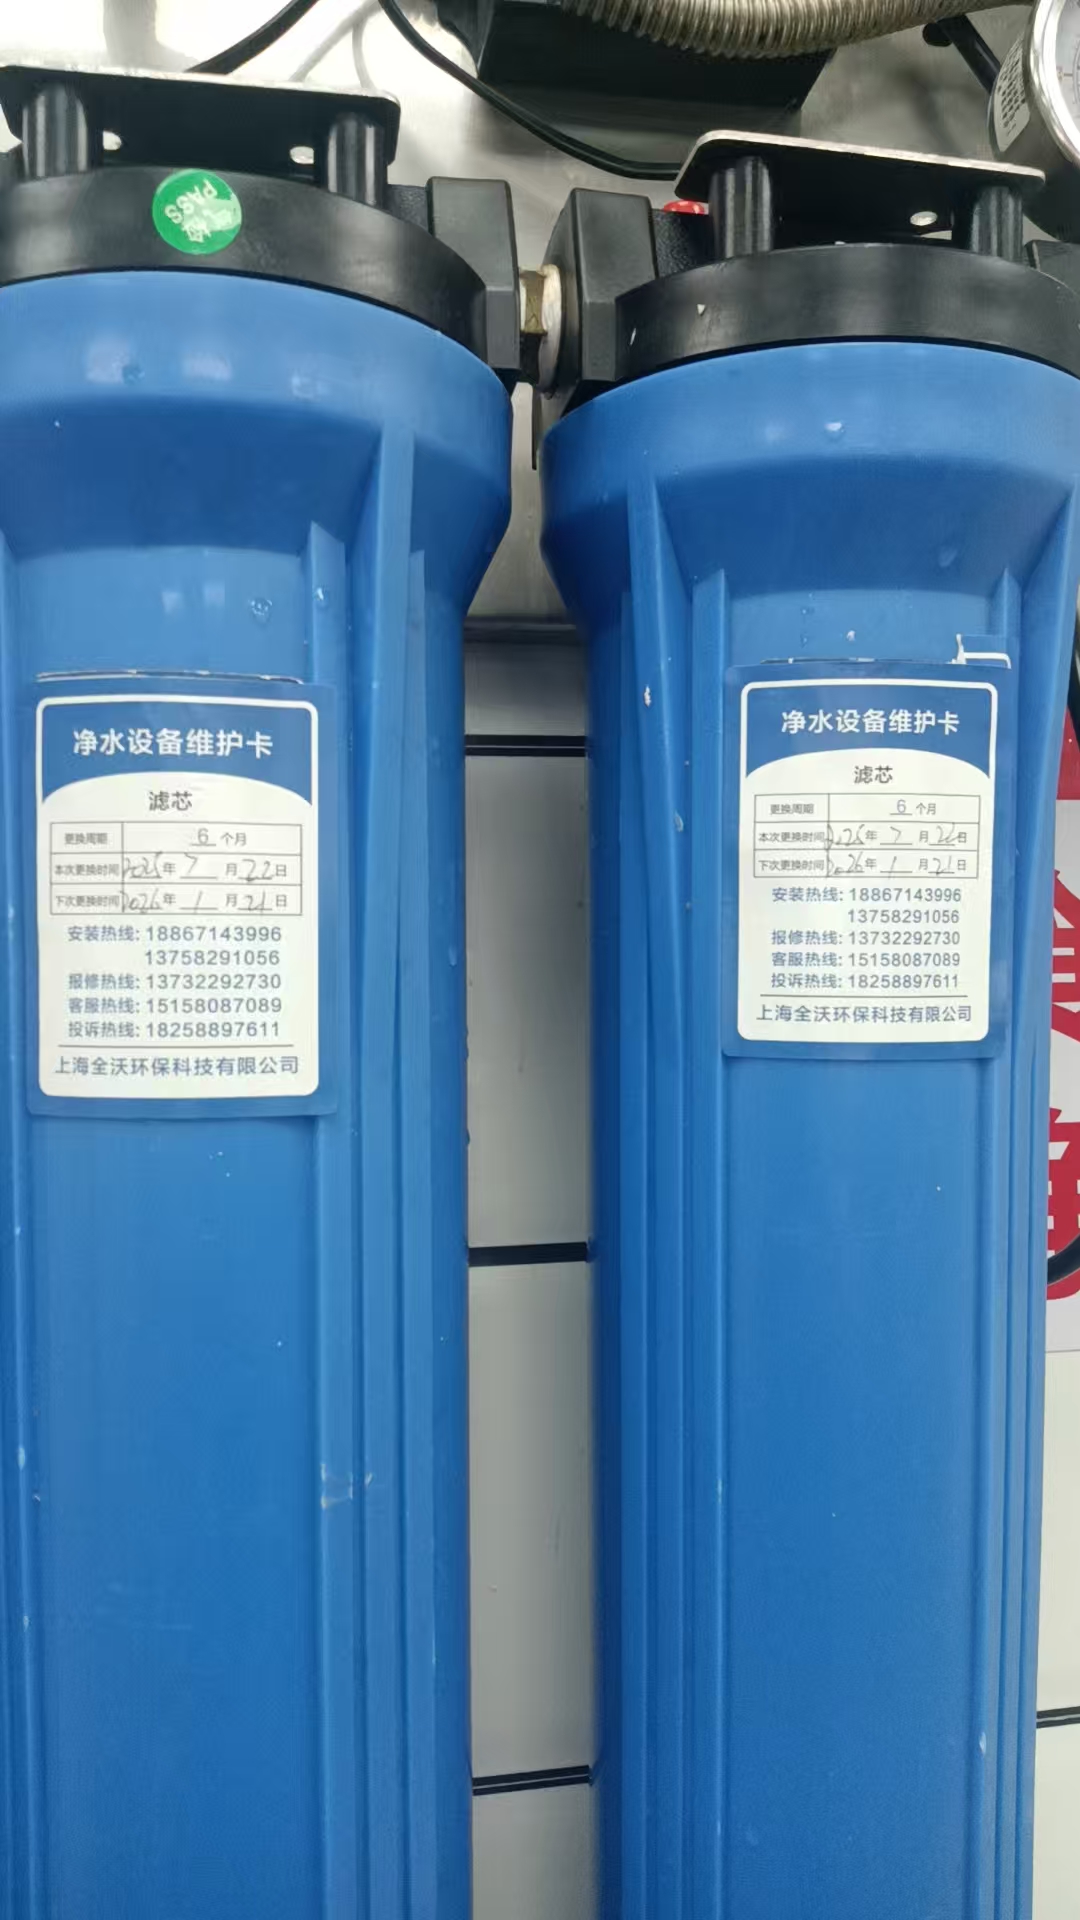 PASS
净水设备维护卡
滤芯
更换周期 6 个月
本次更换时间 2025年 7 月 22日
下次更换时间 2026年 1 月 21日
安装热线: 18867143996
13758291056
报修热线: 13732292730
客服热线: 15158087089
投诉热线: 18258897611
上海全沃环保科技有限公司
净水设备维护卡
滤芯
更换周期 6 个月
本次更换时间 2025年 7 月 22日
下次更换时间 2026年 1 月 21日
安装热线: 18867143996
13758291056
报修热线: 13732292730
客服热线: 15158087089
投诉热线: 18258897611
上海全沃环保科技有限公司